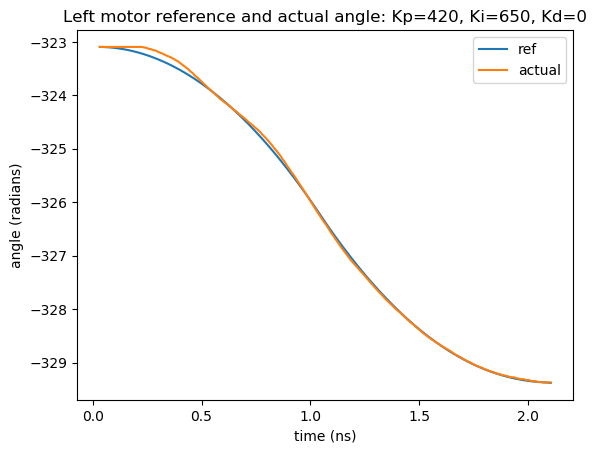 Left motor reference and actual angle: Kp=420, Ki=650, Kd=0
ref
actual
−323
−324
−325
−326
−327
−328
−329
angle (radians)
0.0
0.5
1.0
1.5
2.0
time (ns)